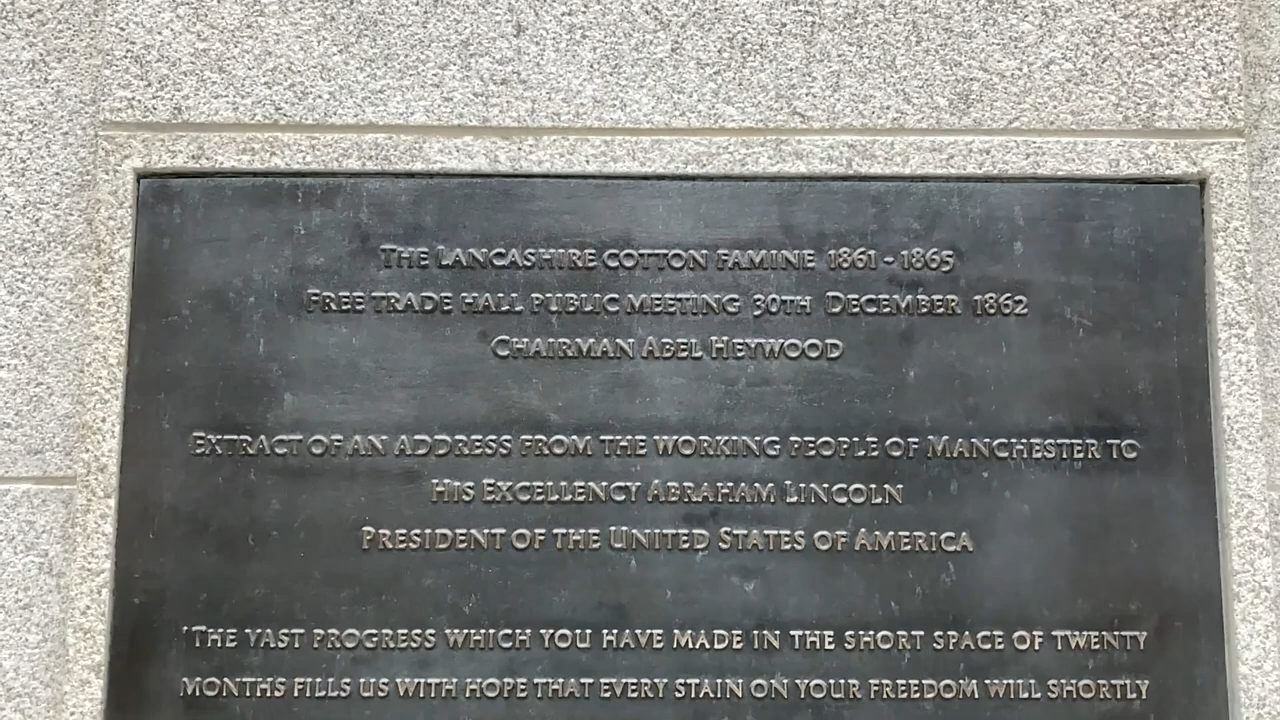 THE LANCASHIRE COTTON FAMINE 1861 - 1865
FREE TRADE HALL PUBLIC MEETING 30TH DECEMBER 1862
CHAIRMAN ABEL HEYWOOD
EXTRACT OF AN ADDRESS FROM THE WORKING PEOPLE OF MANCHESTER TO
HIS EXCELLENCY ABRAHAM LINCOLN
PRESIDENT OF THE UNITED STATES OF AMERICA
'THE VAST PROGRESS WHICH YOU HAVE MADE IN THE SHORT SPACE OF TWENTY
MONTHS FILLS US WITH HOPE THAT EVERY STAIN ON YOUR FREEDOM WILL SHORTLY